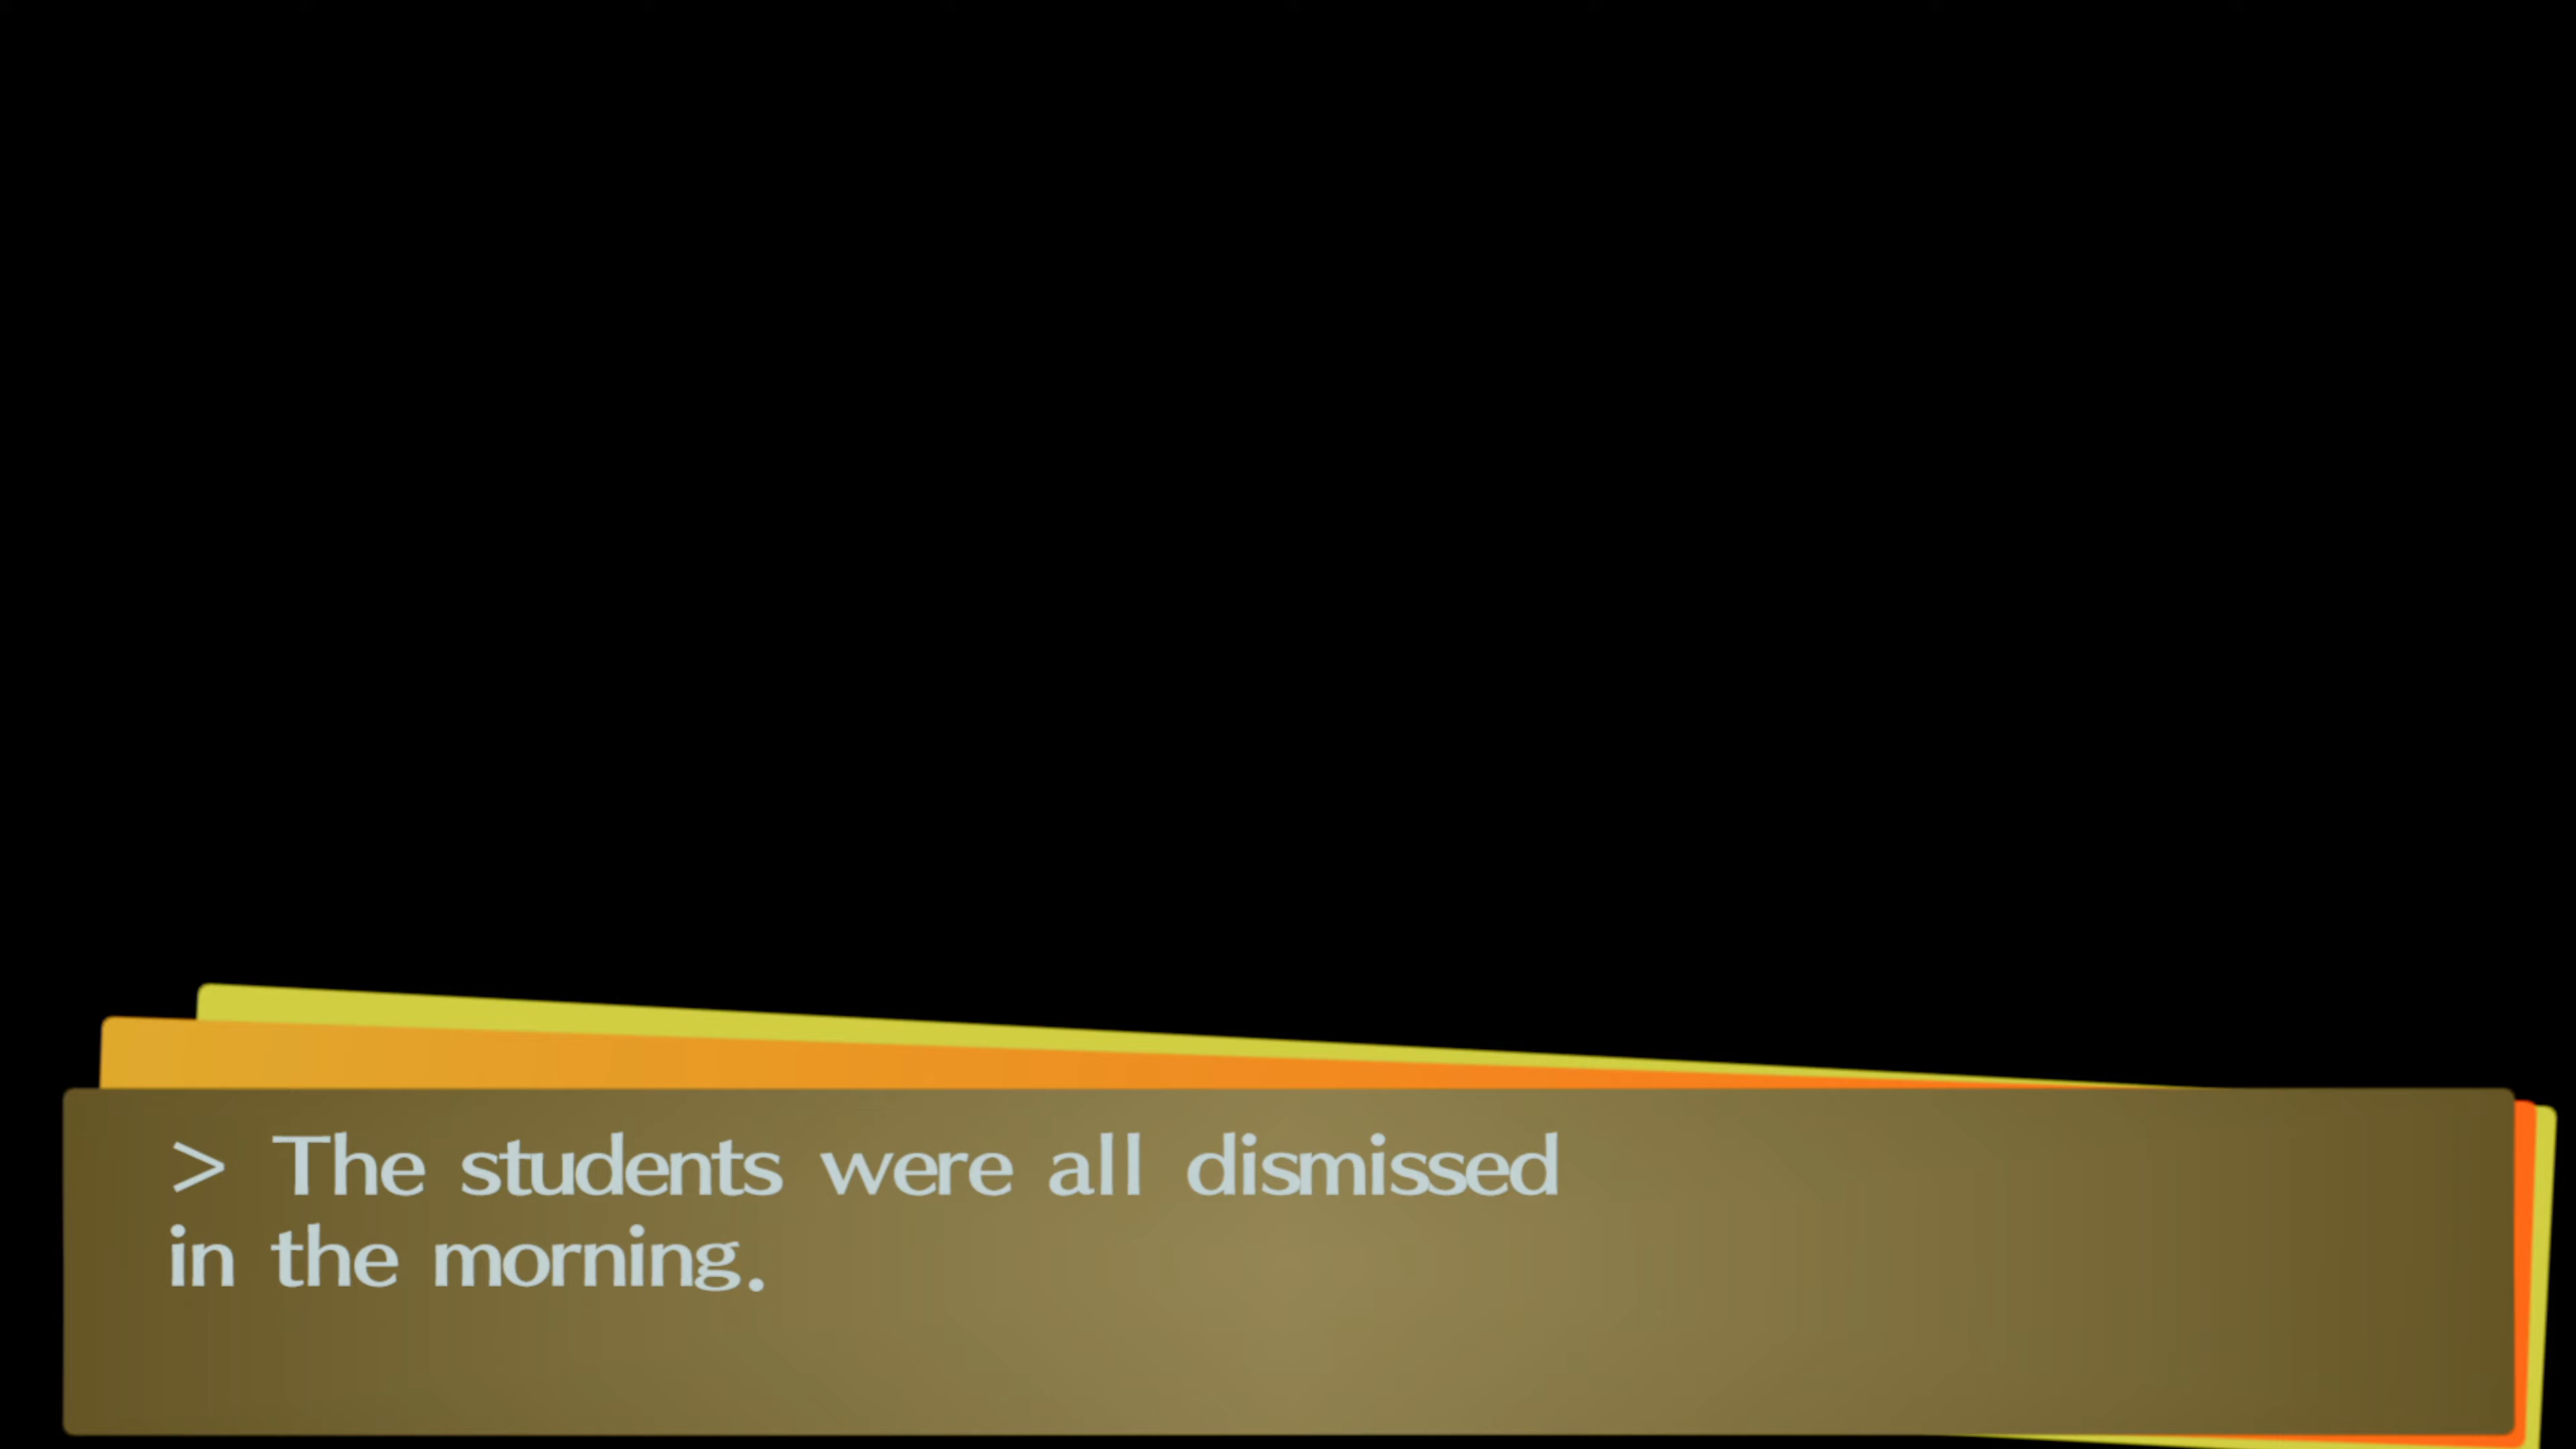 > The students were all dismissed
in the morning.